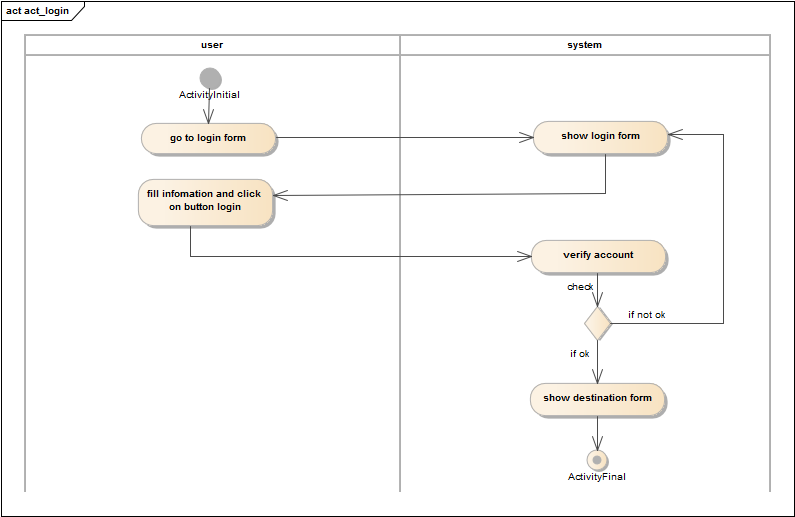 act act_login
user
system
ActivityInitial
go to login form
show login form
fill infomation and click
on button login
verify account
check
if not ok
if ok
show destination form
ActivityFinal